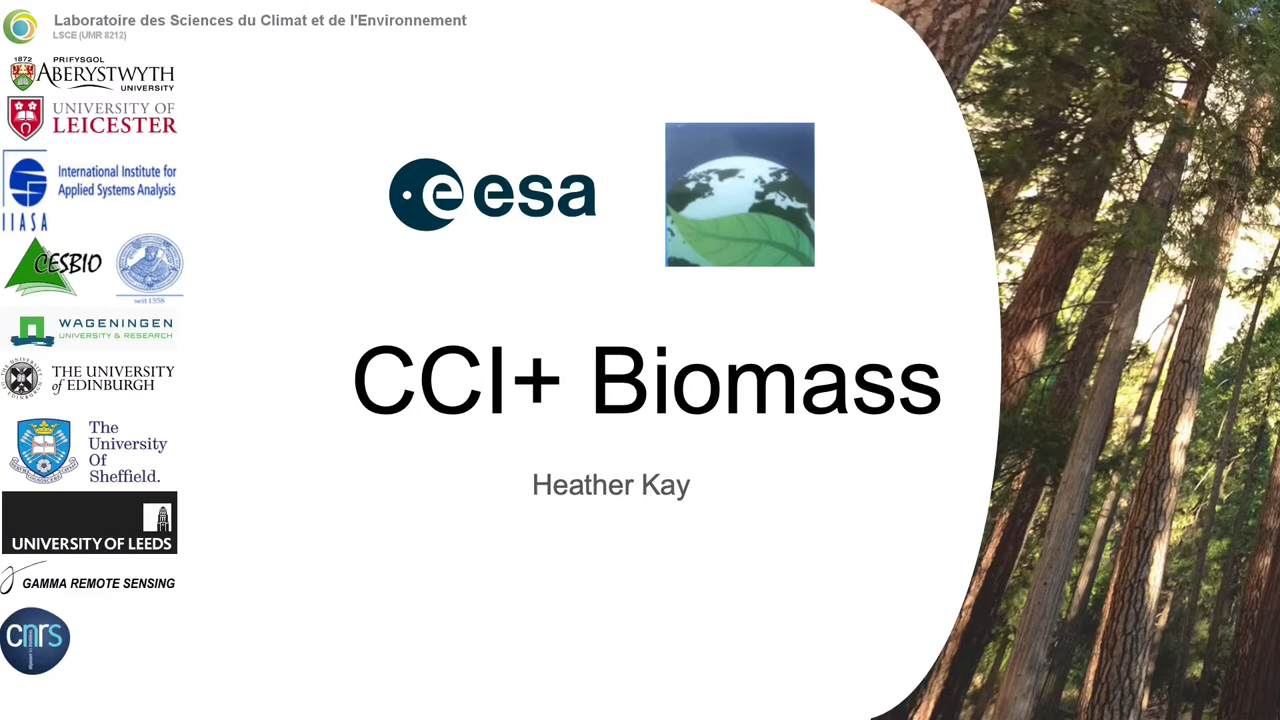 Laboratoire des Sciences du Climat et de l'Environnement
LSCE (UMR 8212)
1872
PRIFYSGOL
ABERYSTWYTH
UNIVERSITY
UNIVERSITY OF
LEICESTER
International Institute for
Applied Systems Analysis
IIASA
CESBIO
seit 1558
WAGENINGEN
UNIVERSITY & RESEARCH
THE UNIVERSITY
of EDINBURGH
The
University
Of
Sheffield.
UNIVERSITY OF LEEDS
GAMMA REMOTE SENSING
cnrs
esa
CCI+ Biomass
Heather Kay